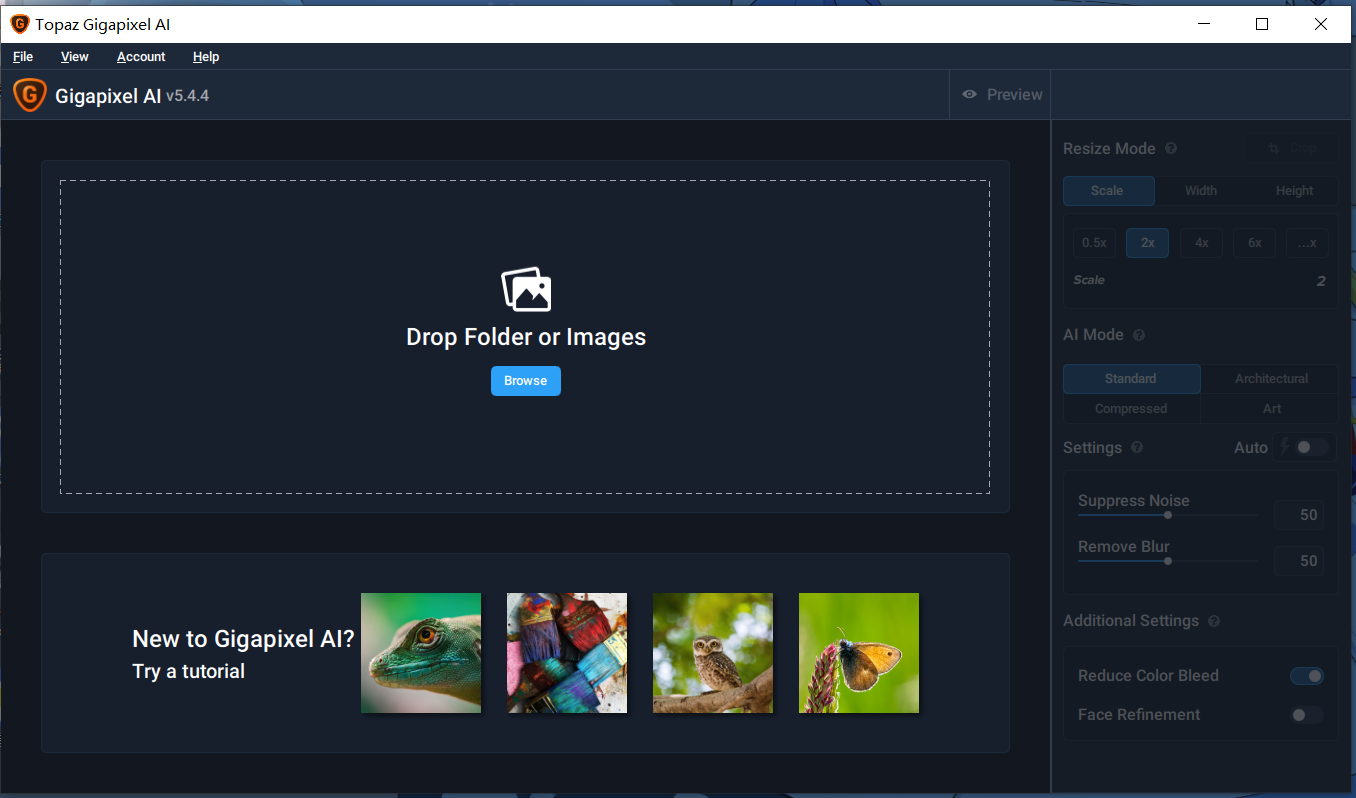 Topaz Gigapixel AI
File View Account Help
Gigapixel AI v5.4.4
Preview
Drop Folder or Images
Browse
New to Gigapixel AI?
Try a tutorial
Resize Mode
Crop
Scale Width Height
0.5x 2x 4x 6x ...x
Scale 2
AI Mode
Standard Architectural
Compressed Art
Settings Auto
Suppress Noise 50
Remove Blur 50
Additional Settings
Reduce Color Bleed
Face Refinement